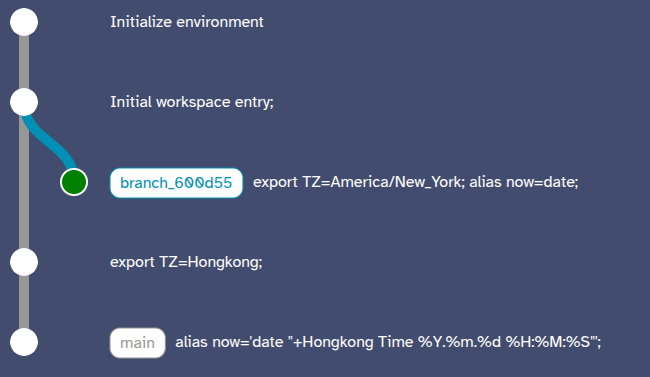 Initialize environment
Initial workspace entry;
branch_600d55 export TZ=America/New_York; alias now=date;
export TZ=Hongkong;
main alias now='date "+Hongkong Time %Y.%m.%d %H:%M:%S"';